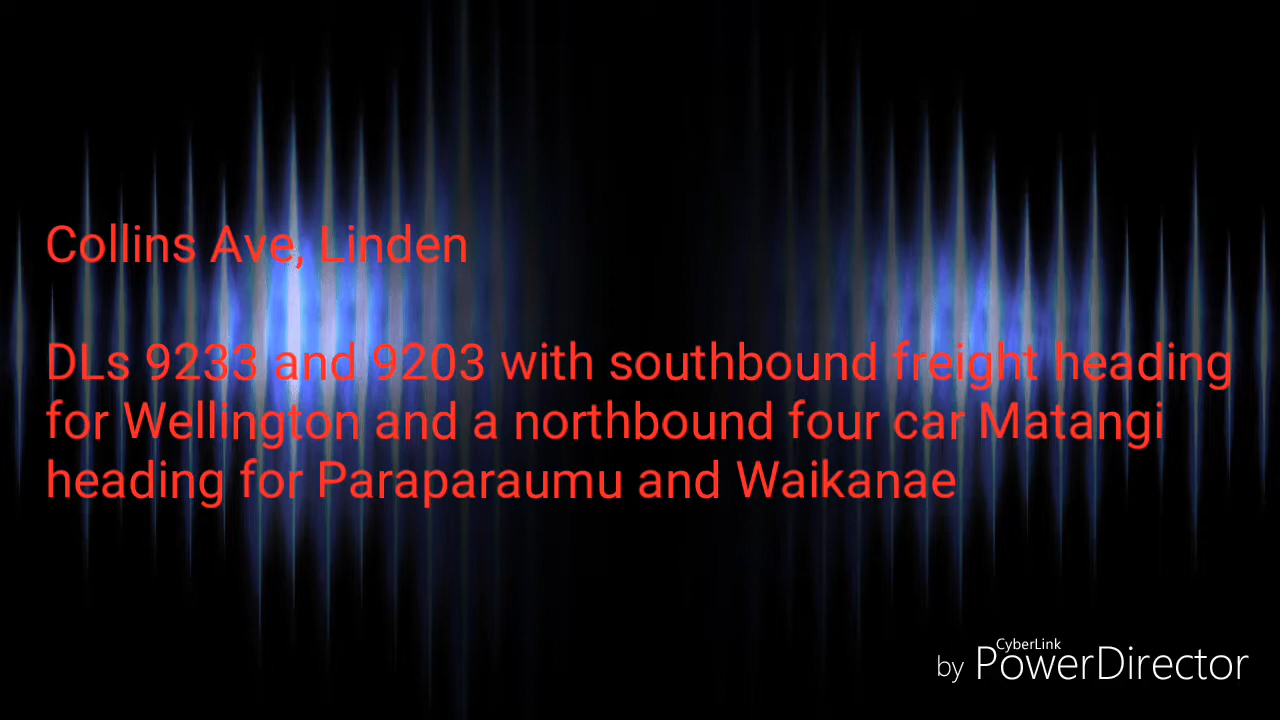 Collins Ave, Linden
DLs 9233 and 9203 with southbound freight heading
for Wellington and a northbound four car Matangi
heading for Paraparaumu and Waikanae
by CyberLink PowerDirector